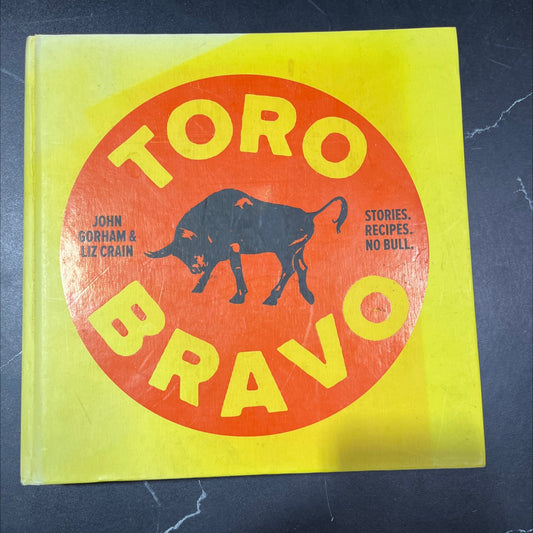 TORO
JOHN
GORHAM &
LIZ CRAIN
STORIES.
RECIPES.
NO BULL.
BRAVO